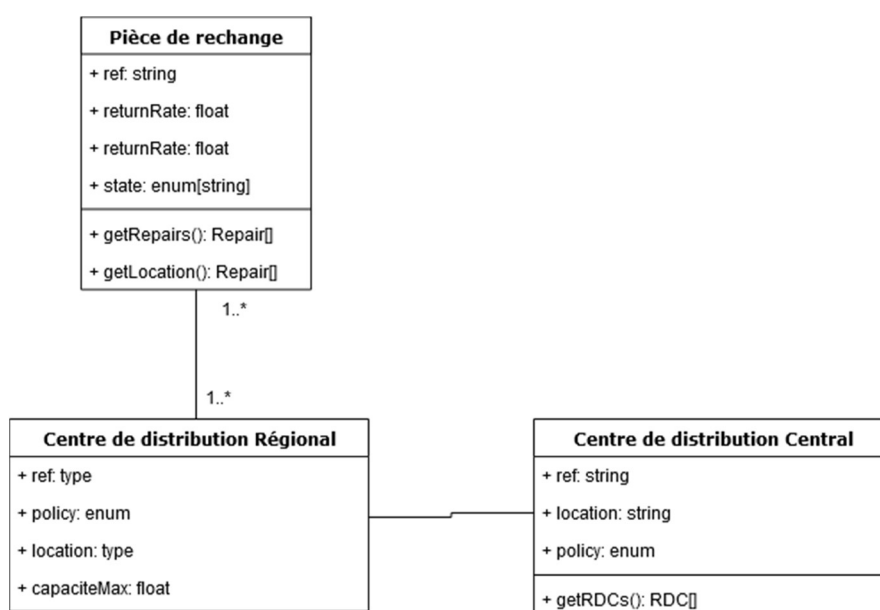 Pièce de rechange
+ ref: string
+ returnRate: float
+ returnRate: float
+ state: enum[string]
+ getRepairs(): Repair[]
+ getLocation(): Repair[]
1..*
1..*
Centre de distribution Régional
+ ref: type
+ policy: enum
+ location: type
+ capaciteMax: float
Centre de distribution Central
+ ref: string
+ location: string
+ policy: enum
+ getRDCs(): RDC[]